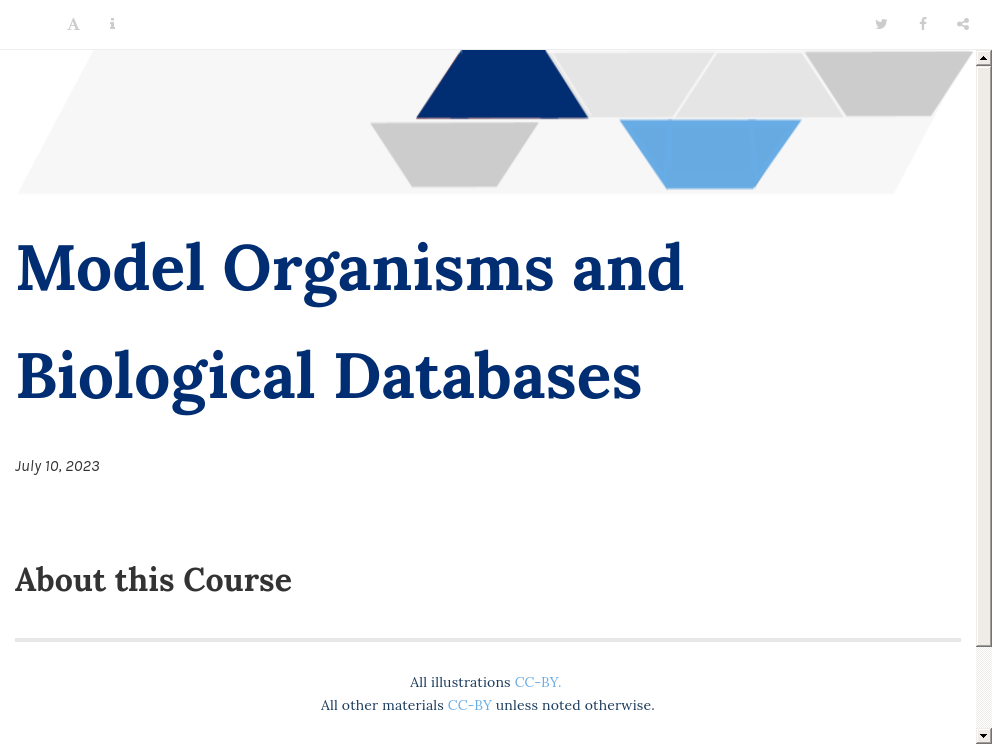 Model Organisms and
Biological Databases
July 10, 2023
About this Course
All illustrations CC-BY.
All other materials CC-BY unless noted otherwise.